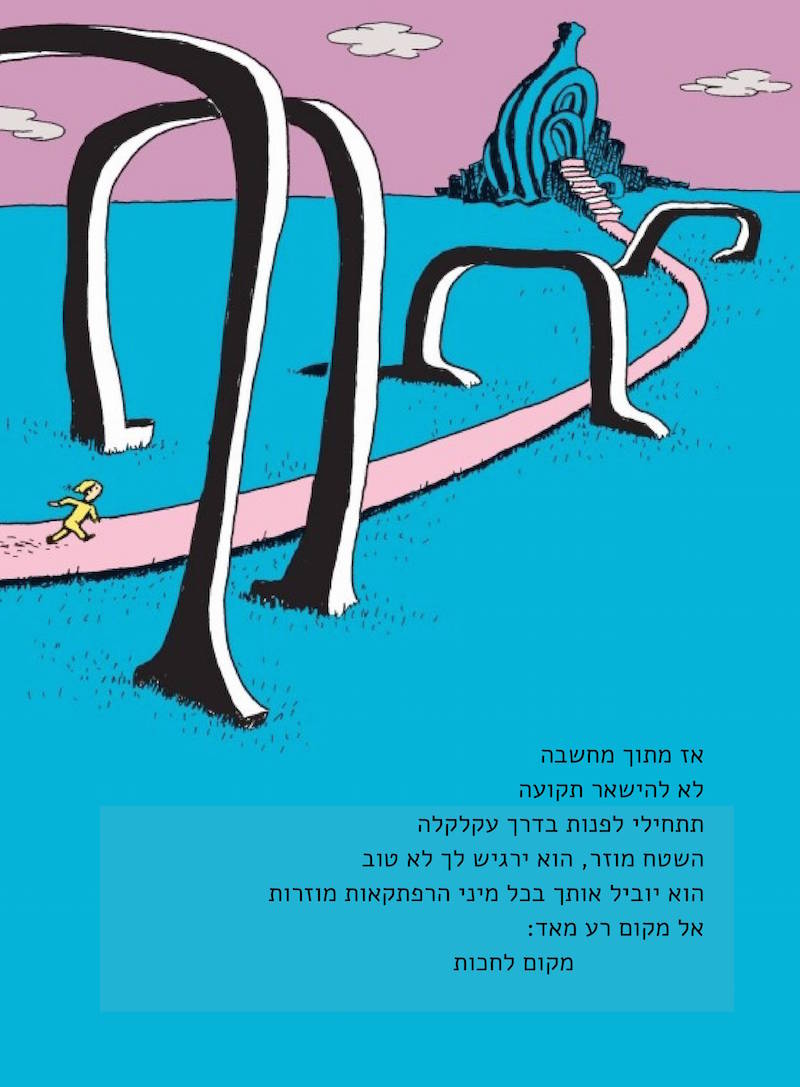 אז מתוך מחשבה
לא להישאר תקועה
תתחילי לפנות בדרך עקלקלה
השטח מוזר, הוא ירגיש לך לא טוב
הוא יוביל אותך בכל מיני הרפתקאות מוזרות
אל מקום רע מאד:
מקום לחכות